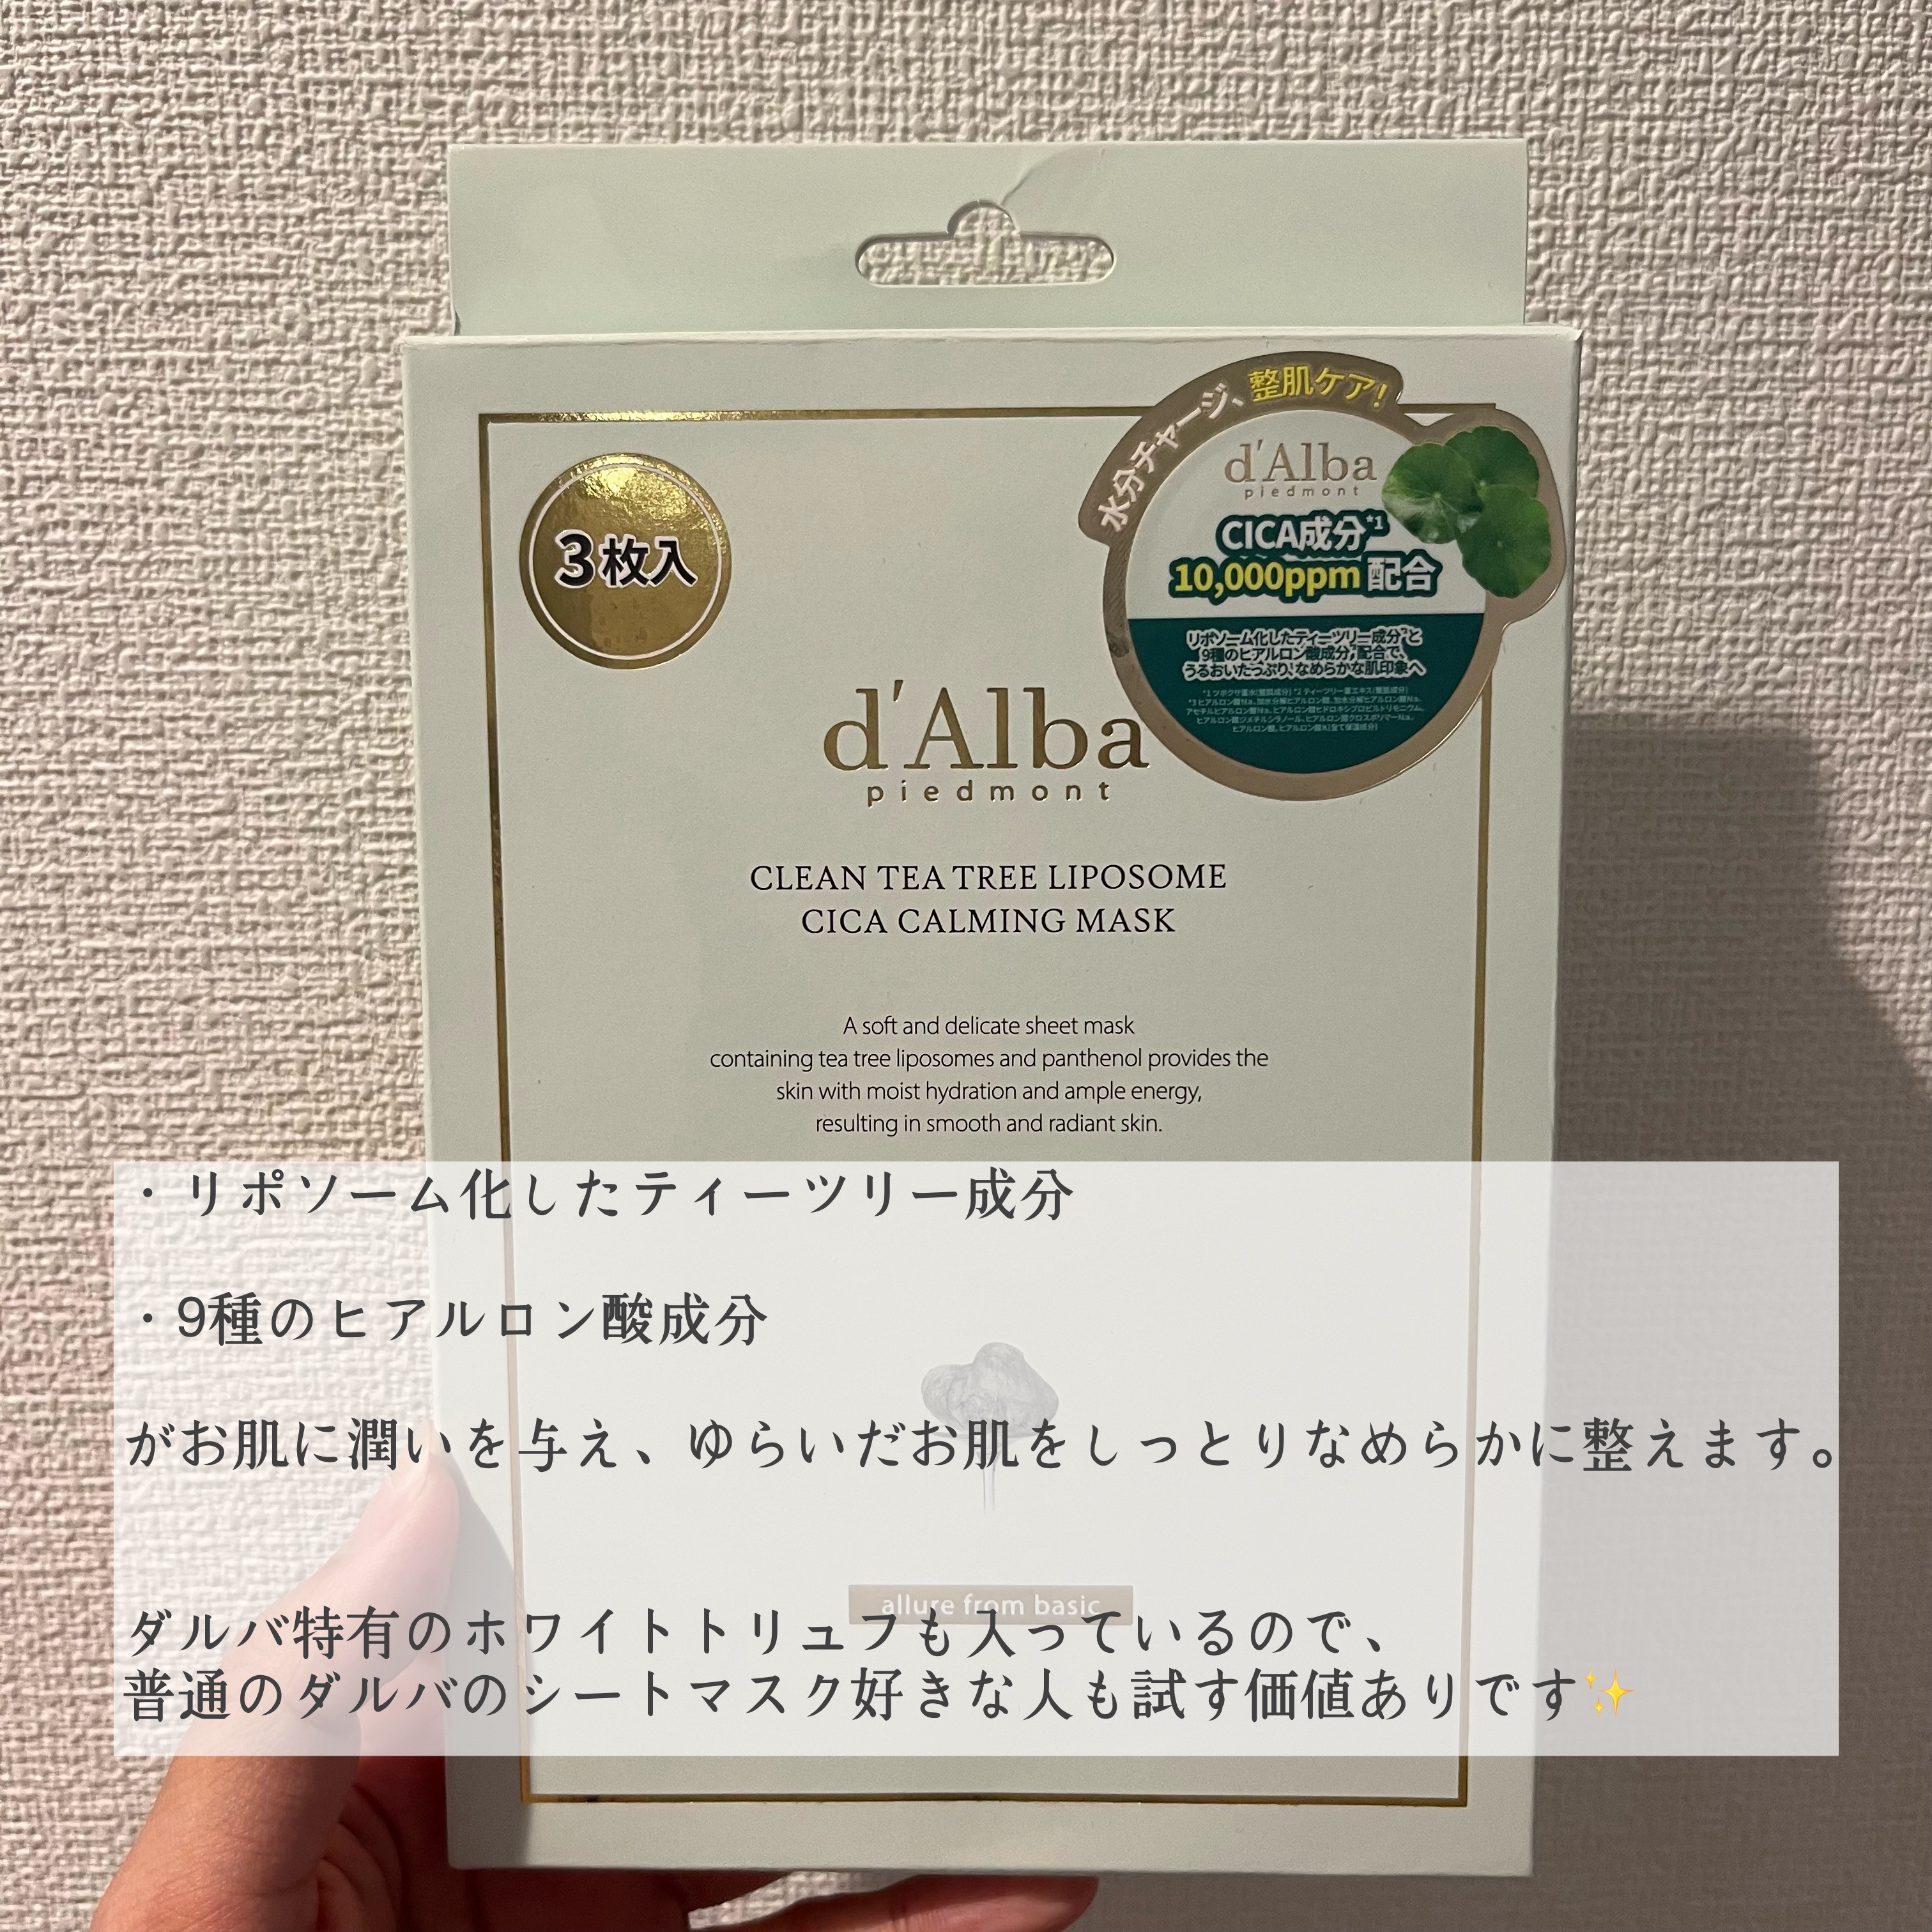 水分チャージ、整肌ケア!
d'Alba
piedmont
CICA成分*1
10,000ppm配合
リポソーム化したティーツリー成分*2と
9種のヒアルロン酸成分*3配合で、
うるおいたっぷり、なめらかな肌印象へ
3枚入
d'Alba
piedmont
CLEAN TEA TREE LIPOSOME
CICA CALMING MASK
A soft and delicate sheet mask
containing tea tree liposomes and panthenol provides the
skin with moist hydration and ample energy,
resulting in smooth and radiant skin.
・リポソーム化したティーツリー成分
・9種のヒアルロン酸成分
がお肌に潤いを与え、ゆらいだお肌をしっとりなめらかに整えます。
allure from basic
ダルバ特有のホワイトトリュフも入っているので、
普通のダルバのシートマスク好きな人も試す価値ありです✨